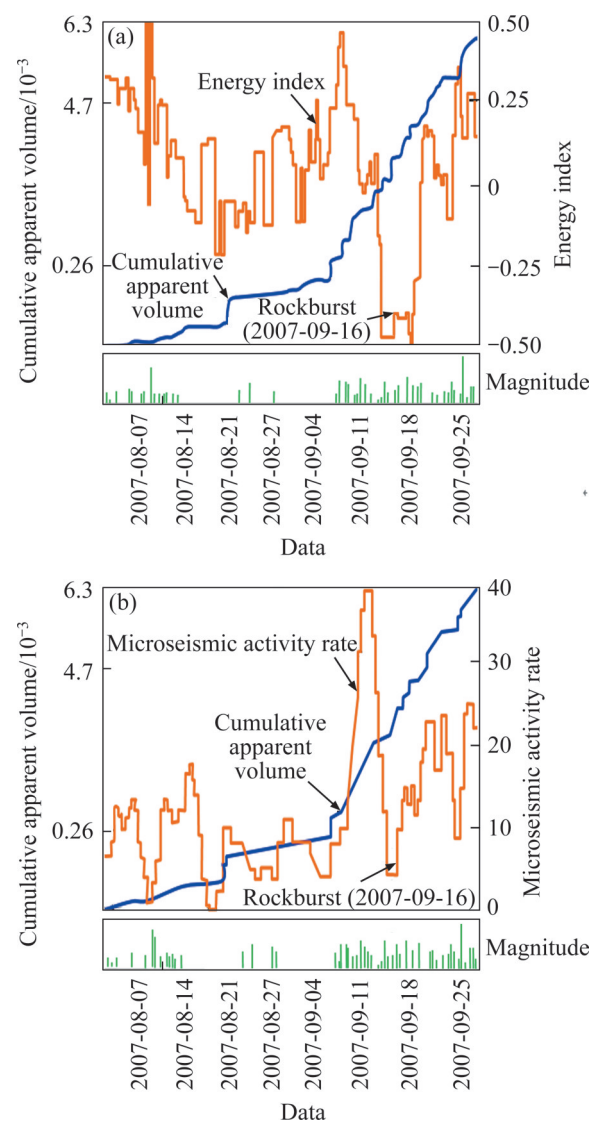 (a)
6.3
4.7
0.26
Cumulative apparent volume/10⁻³
0.50
0.25
0
−0.25
−0.50
Energy index
Energy index
Cumulative
apparent
volume
Rockburst
(2007-09-16)
Magnitude
2007-08-07
2007-08-14
2007-08-21
2007-08-27
2007-09-04
2007-09-11
2007-09-18
2007-09-25
Data
(b)
6.3
4.7
0.26
Cumulative apparent volume/10⁻³
40
30
20
10
0
Microseismic activity rate
Microseismic activity rate
Cumulative
apparent
volume
Rockburst (2007-09-16)
Magnitude
2007-08-07
2007-08-14
2007-08-21
2007-08-27
2007-09-04
2007-09-11
2007-09-18
2007-09-25
Data